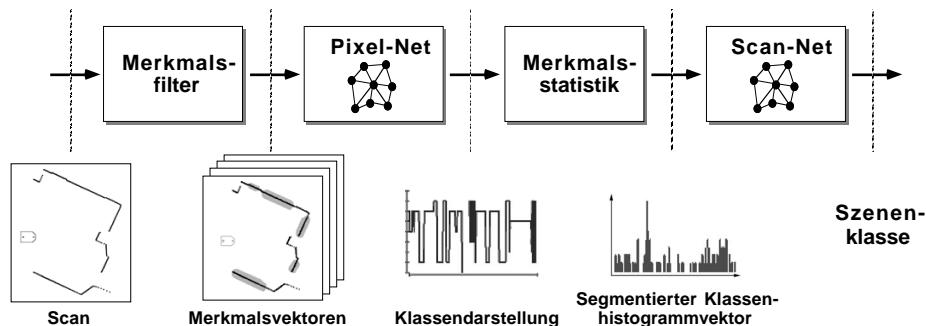 Merkmals-
filter
Pixel-Net
Merkmals-
statistik
Scan-Net
Szenen-
klasse
Scan
Merkmalsvektoren
Klassendarstellung
Segmentierter Klassen-
histogrammvektor